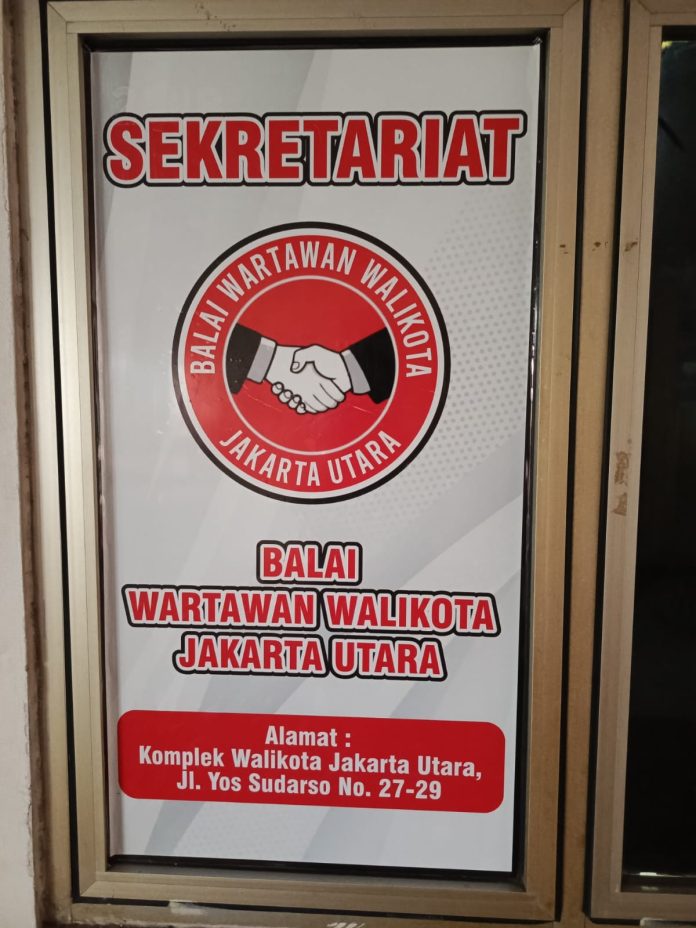 SEKRETARIAT
BALAI WARTAWAN WALIKOTA
JAKARTA UTARA
BALAI
WARTAWAN WALIKOTA
JAKARTA UTARA
Alamat :
Komplek Walikota Jakarta Utara,
Jl. Yos Sudarso No. 27-29